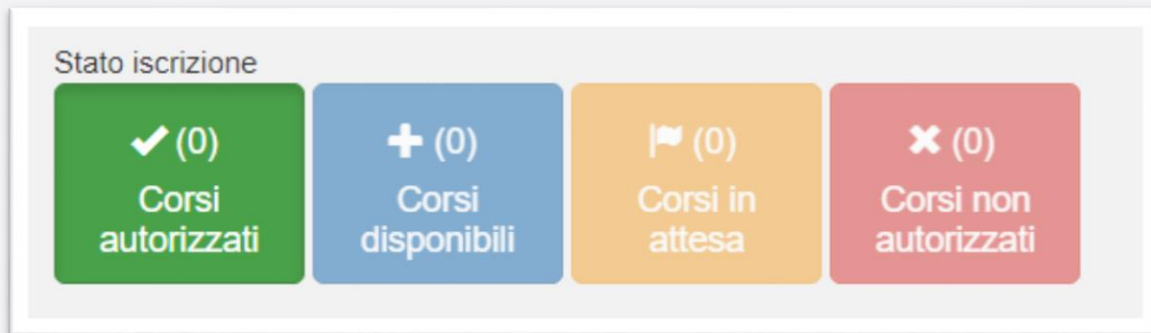 Stato iscrizione
(0)
Corsi
autorizzati
(0)
Corsi
disponibili
(0)
Corsi in
attesa
(0)
Corsi non
autorizzati